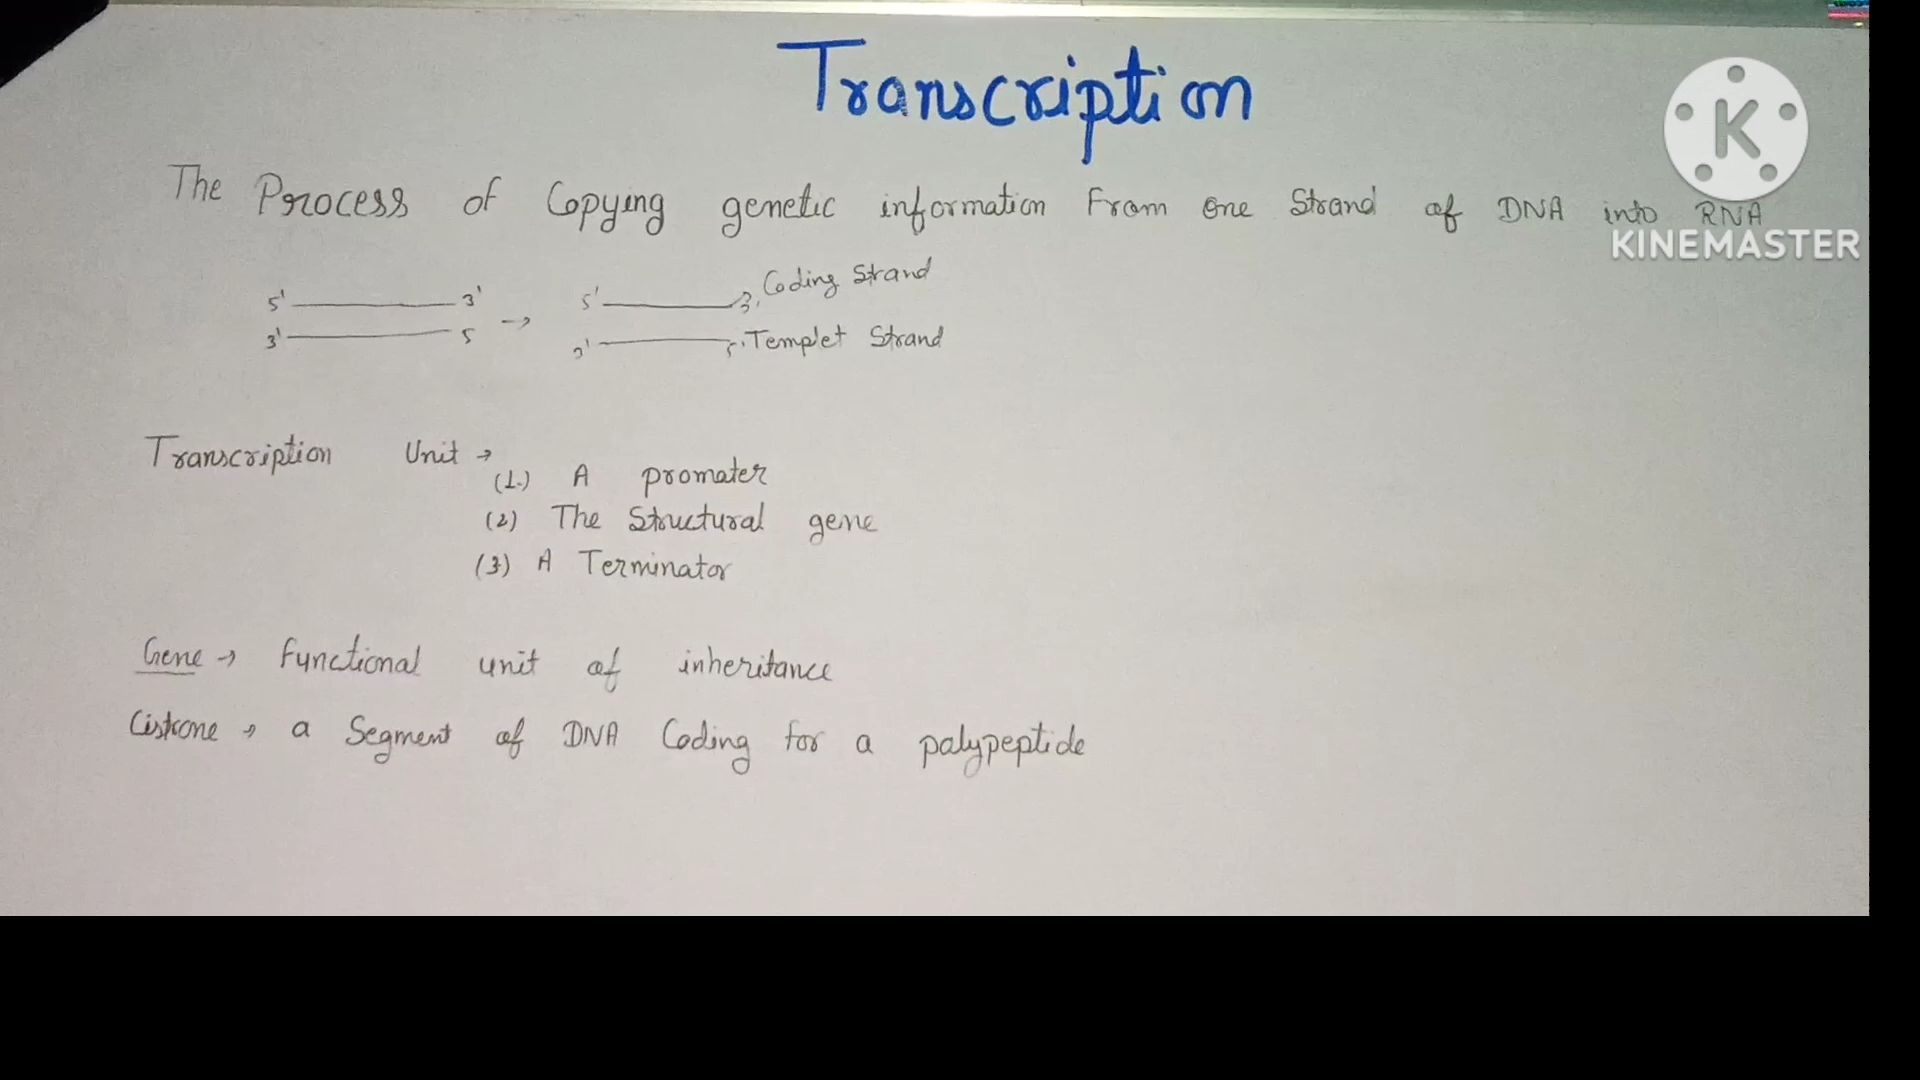 Transcription
The Process of Copying genetic information From one Strand of DNA into RNA
KINEMASTER
5' 3' 5' 3' Coding Strand
3' 5 → 3' 5' Templet Strand
Transcription Unit →
(1.) A promoter
(2) The Structural gene
(3) A Terminator
Gene → functional unit of inheritance
Cistrone → a Segment of DNA Coding for a polypeptide